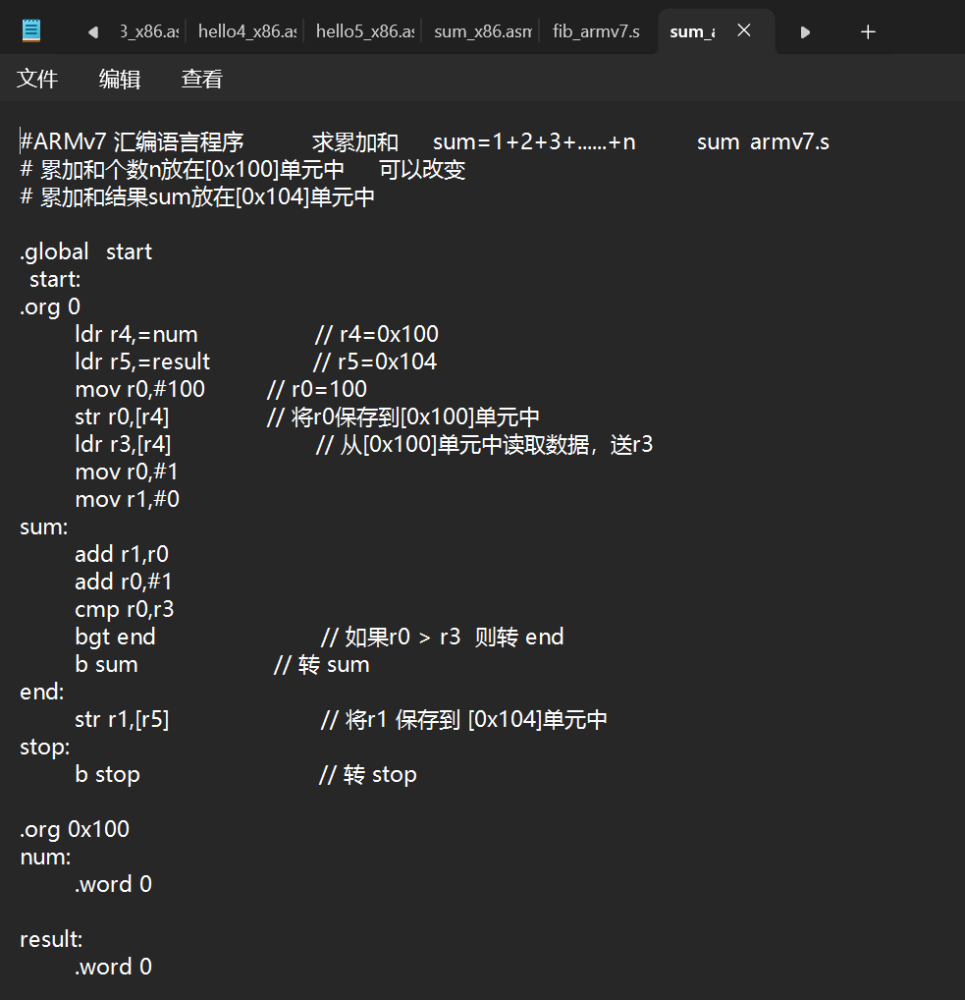 3_x86.as hello4_x86.as hello5_x86.as sum_x86.asm fib_armv7.s sum_a
文件 编辑 查看
#ARMv7 汇编语言程序 求累加和 sum=1+2+3+......+n sum armv7.s
# 累加和个数n放在[0x100]单元中 可以改变
# 累加和结果sum放在[0x104]单元中
.global start
start:
.org 0
ldr r4,=num // r4=0x100
ldr r5,=result // r5=0x104
mov r0,#100 // r0=100
str r0,[r4] // 将r0保存到[0x100]单元中
ldr r3,[r4] // 从[0x100]单元中读取数据，送r3
mov r0,#1
mov r1,#0
sum:
add r1,r0
add r0,#1
cmp r0,r3
bgt end // 如果r0 > r3 则转 end
b sum // 转 sum
end:
str r1,[r5] // 将r1 保存到 [0x104]单元中
stop:
b stop // 转 stop
.org 0x100
num:
.word 0
result:
.word 0